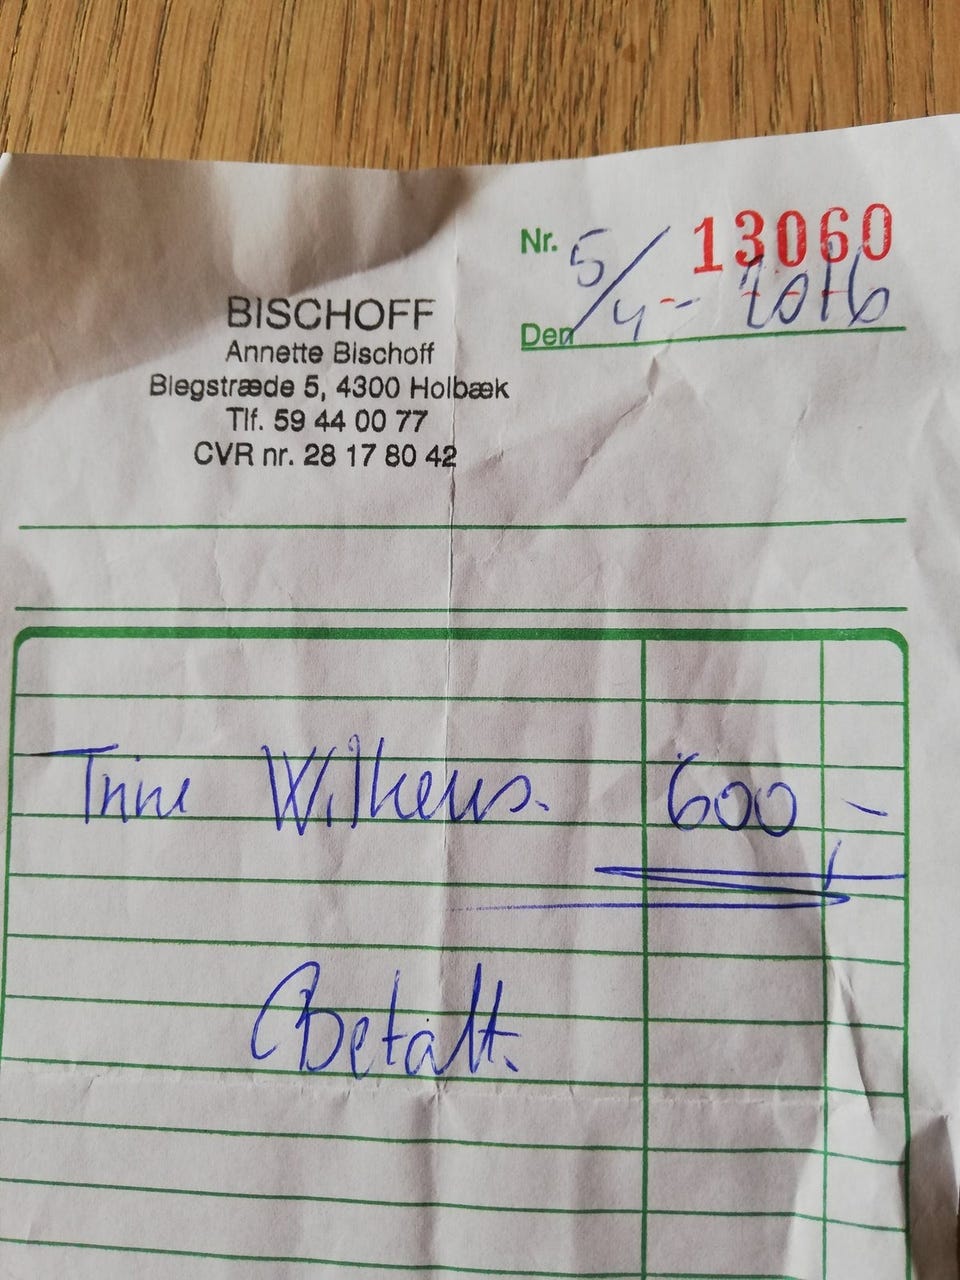 Nr. 13060
Den 5/4 - 2016
BISCHOFF
Annette Bischoff
Blegstræde 5, 4300 Holbæk
Tlf. 59 44 00 77
CVR nr. 28 17 80 42
Trine Wilkens. 600 -
Betalt.